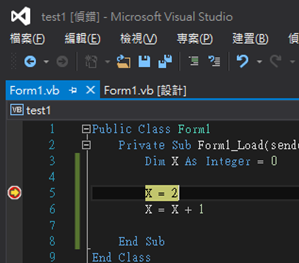 test1 [偵錯] - Microsoft Visual Studio
檔案(F) 編輯(E) 檢視(V) 專案(P) 建置(B)
Form1.vb Form1.vb [設計]
VB test1
1 Public Class Form1
2 Private Sub Form1_Load(sende
3 Dim X As Integer = 0
4
5 X = 2
6 X = X + 1
7
8 End Sub
9 End Class